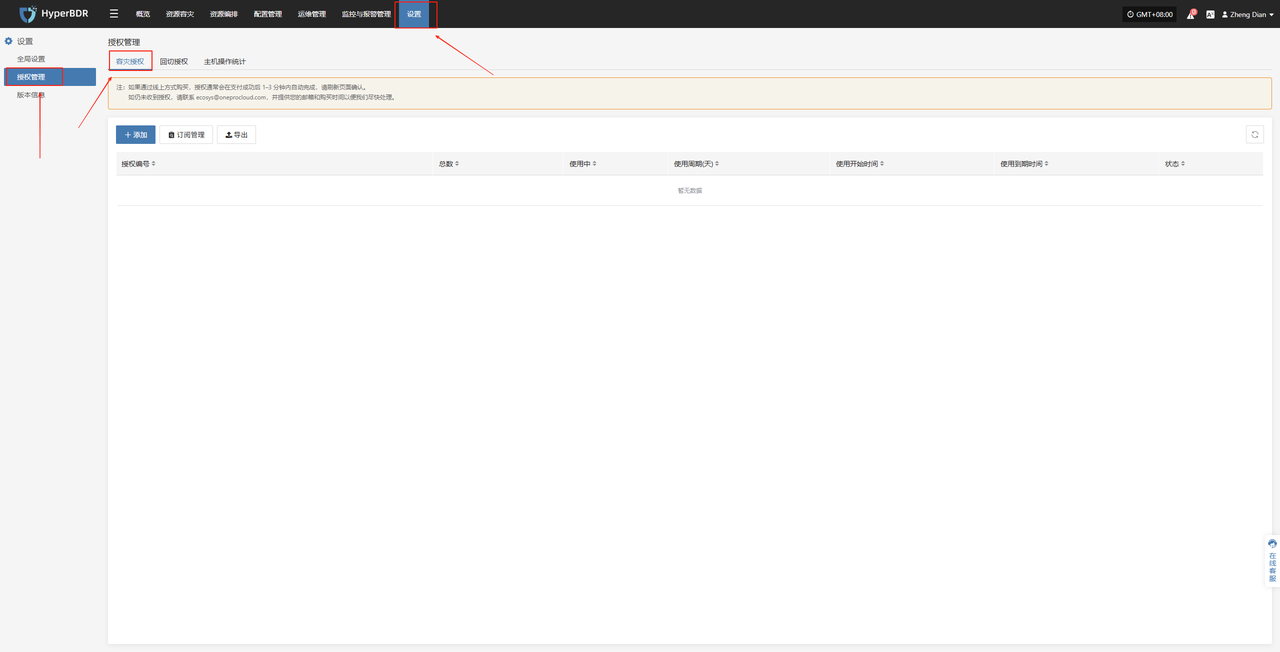 HyperBDR
概览 资源容灾 资源编排 配置管理 运维管理 监控与报警管理 设置
GMT+08:00
0
Zheng Dian
设置
全局设置
授权管理
版本信息
授权管理
容灾授权 回切授权 主机操作统计
注：如果通过线上方式购买，授权通常会在支付成功后 1-3 分钟内自动完成，请刷新页面确认。
如仍未收到授权，请联系 ecosys@oneprocloud.com，并提供您的邮箱和购买时间以便我们尽快处理。
添加 订阅管理 导出
授权编号 总数 使用中 使用周期(天) 使用开始时间 使用到期时间 状态
暂无数据
在线客服